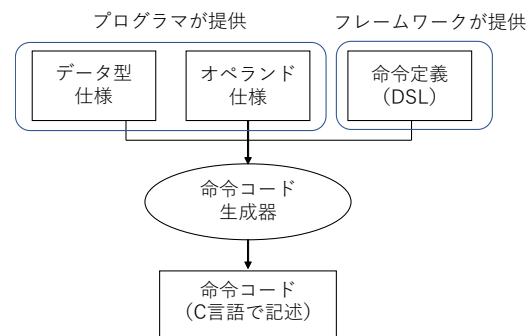 プログラマが提供
フレームワークが提供
データ型
仕様
オペランド
仕様
命令定義
（DSL）
命令コード
生成器
命令コード
（C言語で記述）